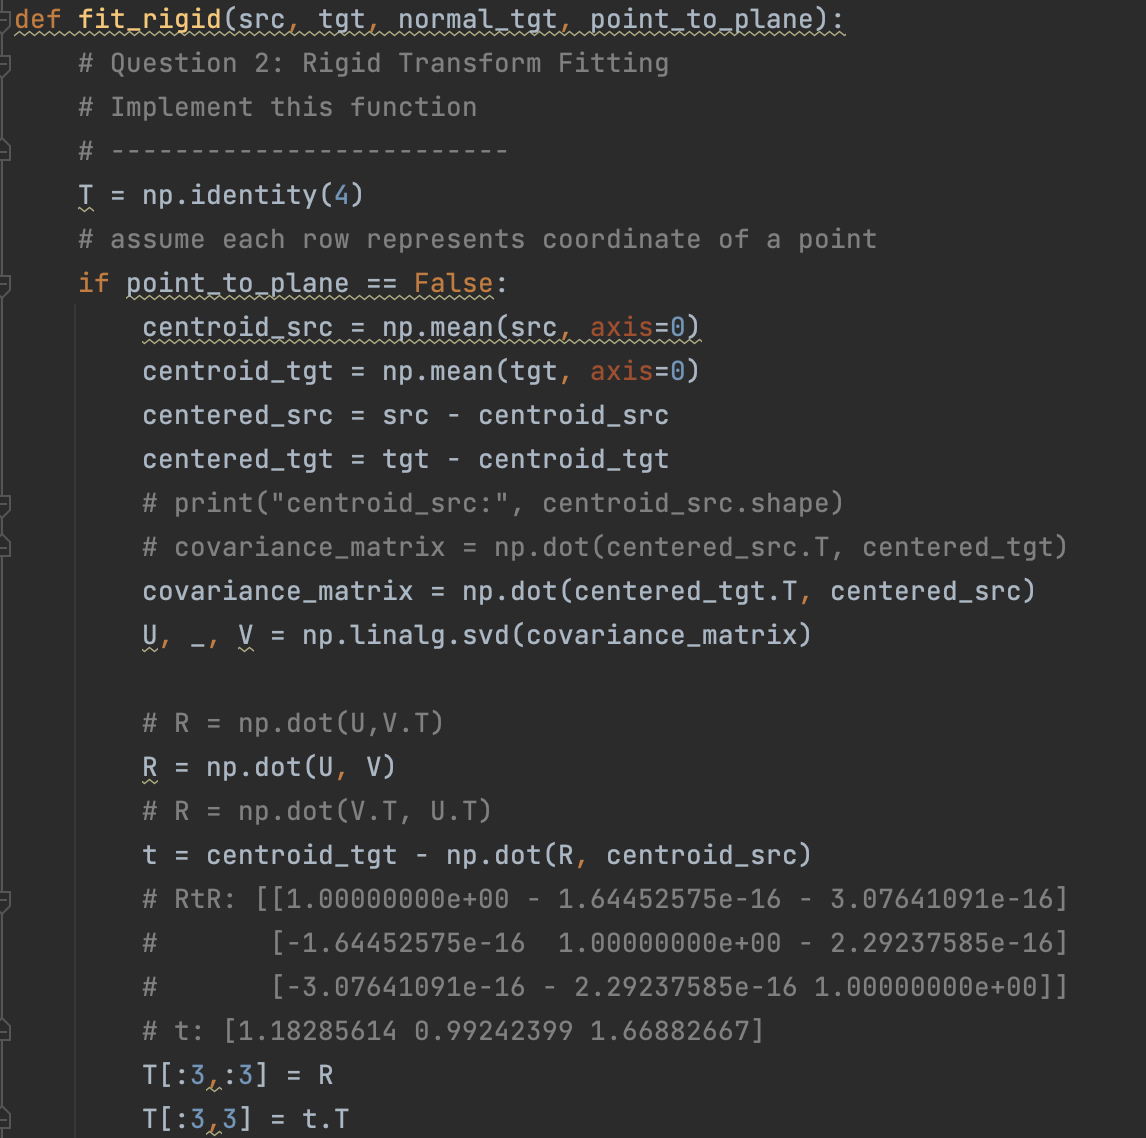 def fit_rigid(src, tgt, normal_tgt, point_to_plane):
    # Question 2: Rigid Transform Fitting
    # Implement this function
    # -------------------------
    T = np.identity(4)
    # assume each row represents coordinate of a point
    if point_to_plane == False:
        centroid_src = np.mean(src, axis=0)
        centroid_tgt = np.mean(tgt, axis=0)
        centered_src = src - centroid_src
        centered_tgt = tgt - centroid_tgt
        # print("centroid_src:", centroid_src.shape)
        # covariance_matrix = np.dot(centered_src.T, centered_tgt)
        covariance_matrix = np.dot(centered_tgt.T, centered_src)
        U, _, V = np.linalg.svd(covariance_matrix)

        # R = np.dot(U,V.T)
        R = np.dot(U, V)
        # R = np.dot(V.T, U.T)
        t = centroid_tgt - np.dot(R, centroid_src)
        # RtR: [[1.00000000e+00 - 1.64452575e-16 - 3.07641091e-16]
        #       [-1.64452575e-16  1.00000000e+00 - 2.29237585e-16]
        #       [-3.07641091e-16 - 2.29237585e-16 1.00000000e+00]]
        # t: [1.18285614 0.99242399 1.66882667]
        T[:3,:3] = R
        T[:3,3] = t.T